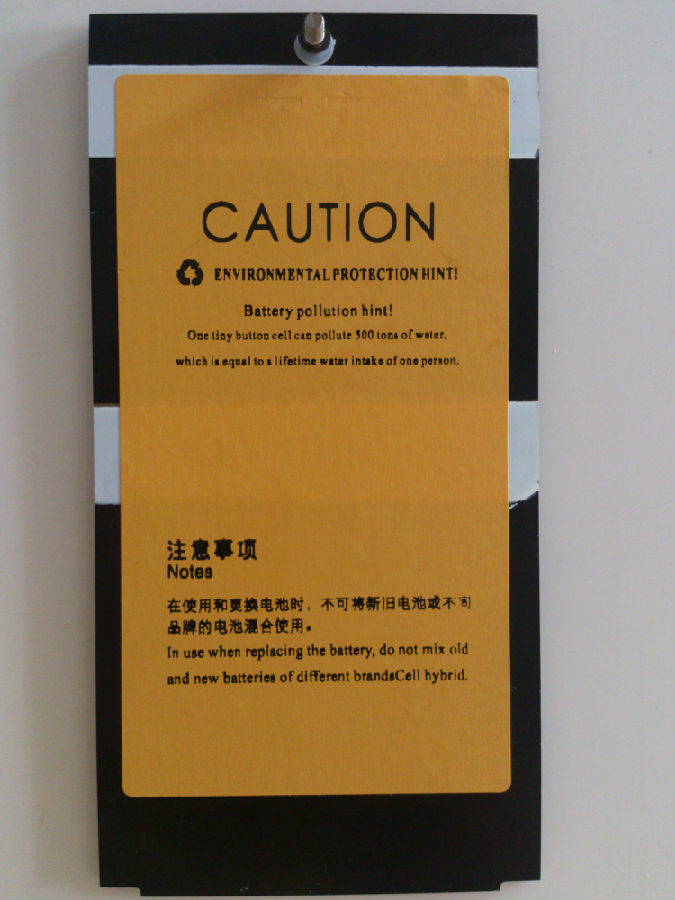 CAUTION
ENVIRONMENTAL PROTECTION HINT!
Battery pollution hint!
One tiny button cell can pollute 500 tons of water,
which is equal to a lifetime water intake of one person.
注意事项
Notes
在使用和更换电池时，不可将新旧电池或不同
品牌的电池混合使用。
In use when replacing the battery, do not mix old
and new batteries of different brandsCell hybrid.